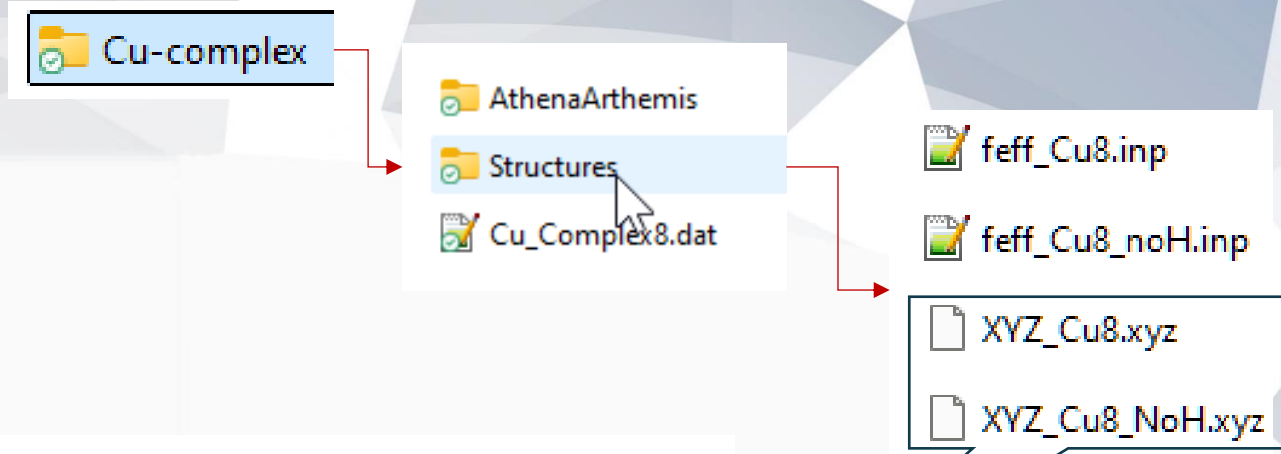 Cu-complex
AthenaArthemis
Structures
Cu_Complex8.dat
feff_Cu8.inp
feff_Cu8_noH.inp
XYZ_Cu8.xyz
XYZ_Cu8_NoH.xyz